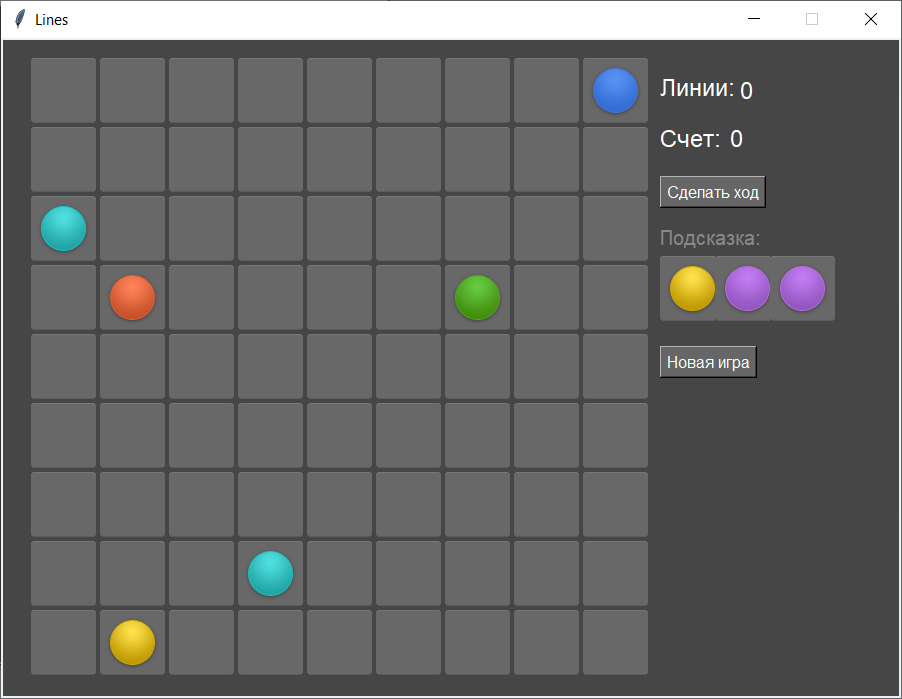 Lines
Линии: 0
Счет: 0
Сделать ход
Подсказка:
Новая игра